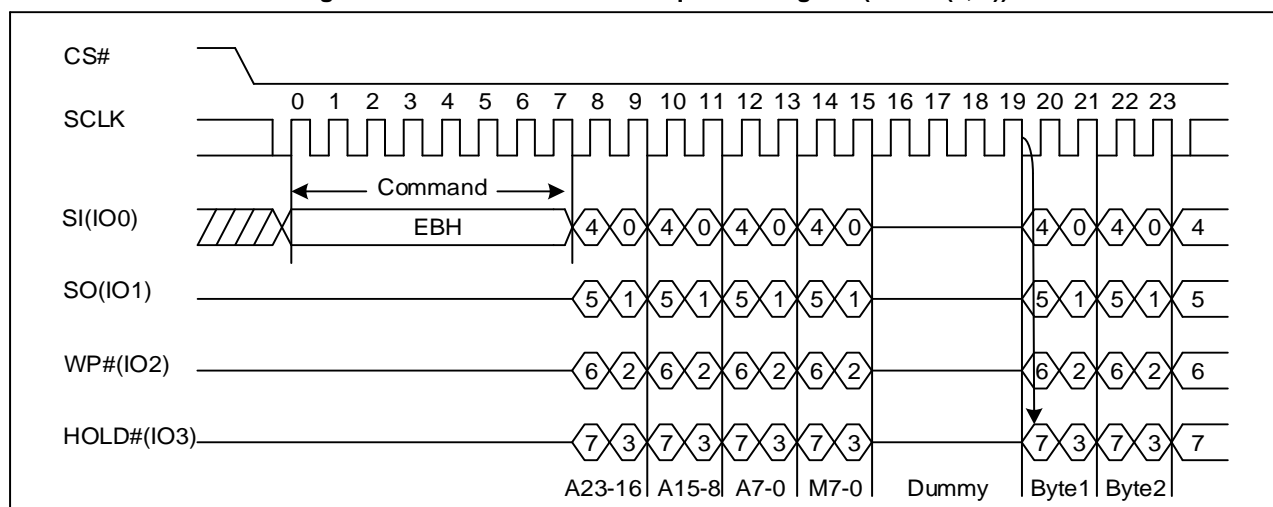 CS#
0 1 2 3 4 5 6 7 8 9 10 11 12 13 14 15 16 17 18 19 20 21 22 23
SCLK
Command
SI(IO0) EBH 4 0 4 0 4 0 4 0 4 0 4 0 4
SO(IO1) 5 1 5 1 5 1 5 1 5 1 5 1 5
WP#(IO2) 6 2 6 2 6 2 6 2 6 2 6 2 6
HOLD#(IO3) 7 3 7 3 7 3 7 3 7 3 7 3 7
A23-16 A15-8 A7-0 M7-0 Dummy Byte1 Byte2